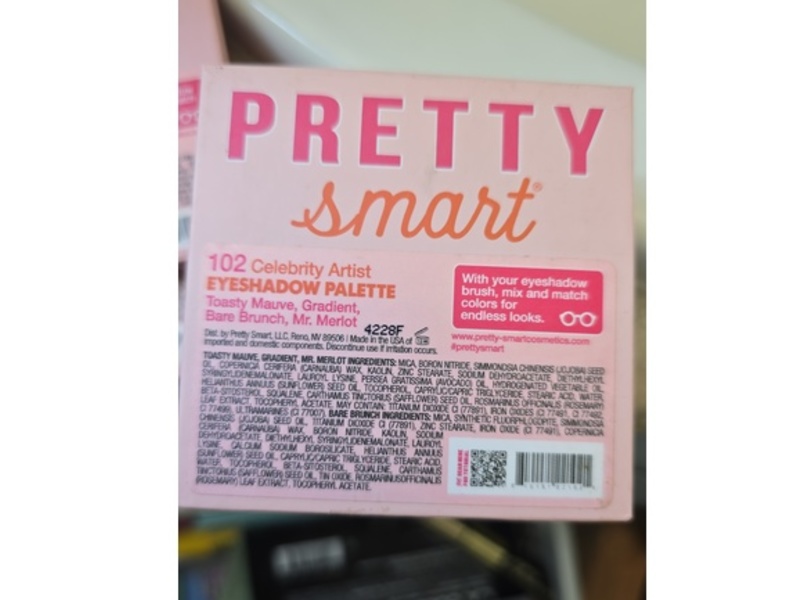 PRETTY
smart®
102 Celebrity Artist
EYESHADOW PALETTE
Toasty Mauve, Gradient,
Bare Brunch, Mr. Merlot
4228F
Dist. by Pretty Smart, LLC, Reno, NV 89506 | Made in the USA of
imported and domestic components. Discontinue use if irritation occurs.
With your eyeshadow
brush, mix and match
colors for
endless looks.
www.pretty-smartcosmetics.com
#prettysmart
TOASTY MAUVE, GRADIENT, MR. MERLOT INGREDIENTS: MICA, BORON NITRIDE, SIMMONDSIA CHINENSIS (JOJOBA) SEED
OIL, COPERNICIA CERIFERA (CARNAUBA) WAX, KAOLIN, ZINC STEARATE, SODIUM DEHYDROACETATE, DIETHYLHEXYL
SYRINGYLIDENEMALONATE, LAUROYL LYSINE, PERSEA GRATISSIMA (AVOCADO) OIL, HYDROGENATED VEGETABLE OIL,
HELIANTHUS ANNUUS (SUNFLOWER) SEED OIL, TOCOPHEROL, CAPRYLIC/CAPRIC TRIGLYCERIDE, STEARIC ACID, WATER,
BETA-SITOSTEROL, SQUALENE, CARTHAMUS TINCTORIUS (SAFFLOWER) SEED OIL, ROSMARINUS OFFICINALIS (ROSEMARY)
LEAF EXTRACT, TOCOPHERYL ACETATE. MAY CONTAIN: TITANIUM DIOXIDE (CI 77891), IRON OXIDES (CI 77491, CI 77492,
CI 77499), ULTRAMARINES (CI 77007). BARE BRUNCH INGREDIENTS: MICA, SYNTHETIC FLUORPHLOGOPITE, SIMMONDSIA
CHINENSIS (JOJOBA) SEED OIL, TITANIUM DIOXIDE (CI 77891), ZINC STEARATE, IRON OXIDE (CI 77491), COPERNICIA
CERIFERA (CARNAUBA) WAX, BORON NITRIDE, KAOLIN, SODIUM
DEHYDROACETATE, DIETHYLHEXYL SYRINGYLIDENEMALONATE, LAUROYL
LYSINE, CALCIUM SODIUM BOROSILICATE, HELIANTHUS ANNUUS
(SUNFLOWER) SEED OIL, CAPRYLIC/CAPRIC TRIGLYCERIDE, STEARIC ACID,
WATER, TOCOPHEROL, BETA-SITOSTEROL, SQUALENE, CARTHAMUS
TINCTORIUS (SAFFLOWER) SEED OIL, TIN OXIDE, ROSMARINUS OFFICINALIS
(ROSEMARY) LEAF EXTRACT, TOCOPHERYL ACETATE.